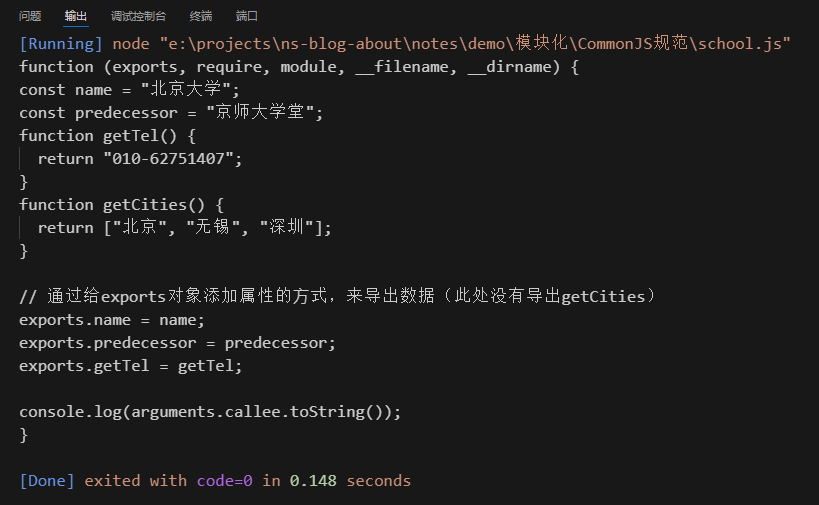 问题 输出 调试控制台 终端 端口
[Running] node "e:\projects\ns-blog-about\notes\demo\模块化\CommonJS规范\school.js"
function (exports, require, module, __filename, __dirname) {
const name = "北京大学";
const predecessor = "京师大学堂";
function getTel() {
  return "010-62751407";
}
function getCities() {
  return ["北京", "无锡", "深圳"];
}

// 通过给exports对象添加属性的方式，来导出数据（此处没有导出getCities）
exports.name = name;
exports.predecessor = predecessor;
exports.getTel = getTel;

console.log(arguments.callee.toString());
}

[Done] exited with code=0 in 0.148 seconds